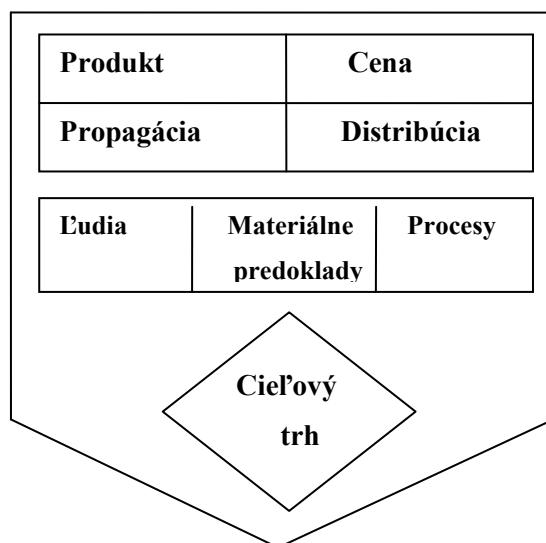 Produkt Cena
Propagácia Distribúcia
Ľudia Materiálne Procesy
predoklady
Cieľový
trh